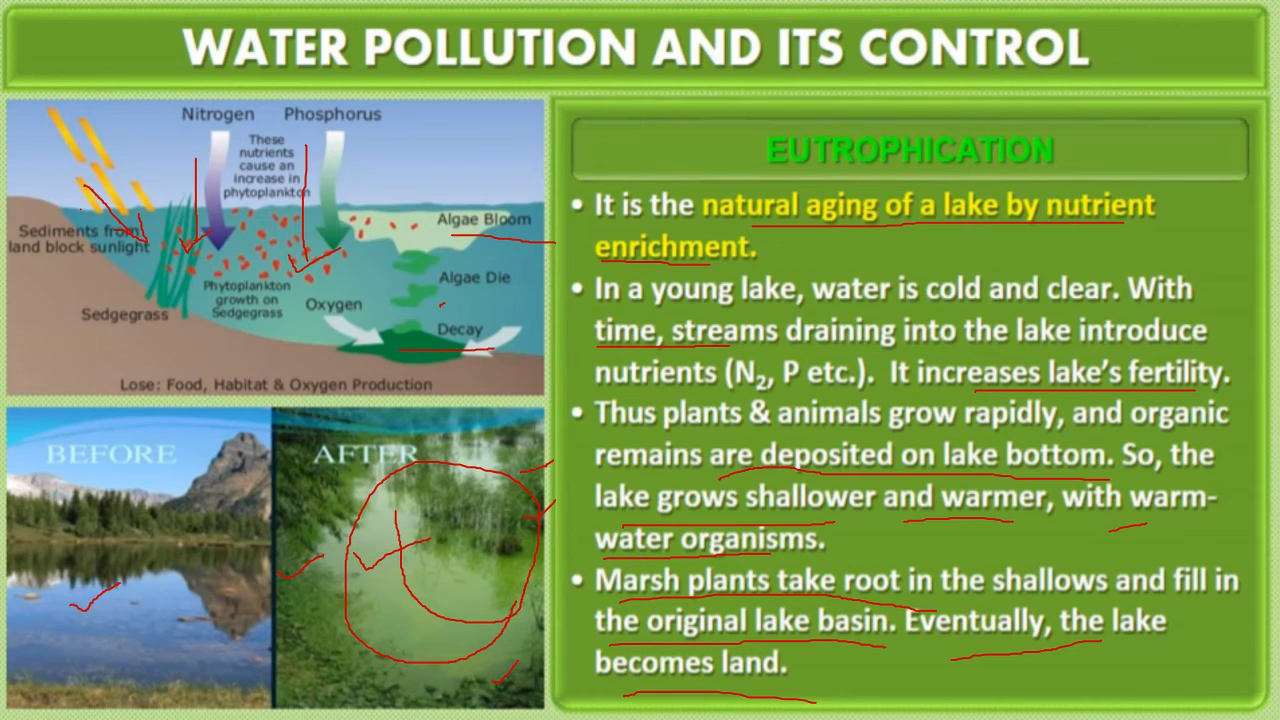 WATER POLLUTION AND ITS CONTROL
Nitrogen Phosphorus
These
nutrients
cause an
increase in
phytoplankton
Algae Bloom
Sediments from
land block sunlight
Algae Die
Phytoplankton
growth on
Sedgegrass
Oxygen
Sedgegrass
Decay
Lose: Food, Habitat & Oxygen Production
BEFORE
AFTER
EUTROPHICATION
• It is the natural aging of a lake by nutrient
enrichment.
• In a young lake, water is cold and clear. With
time, streams draining into the lake introduce
nutrients (N₂, P etc.). It increases lake’s fertility.
• Thus plants & animals grow rapidly, and organic
remains are deposited on lake bottom. So, the
lake grows shallower and warmer, with warm-
water organisms.
• Marsh plants take root in the shallows and fill in
the original lake basin. Eventually, the lake
becomes land.